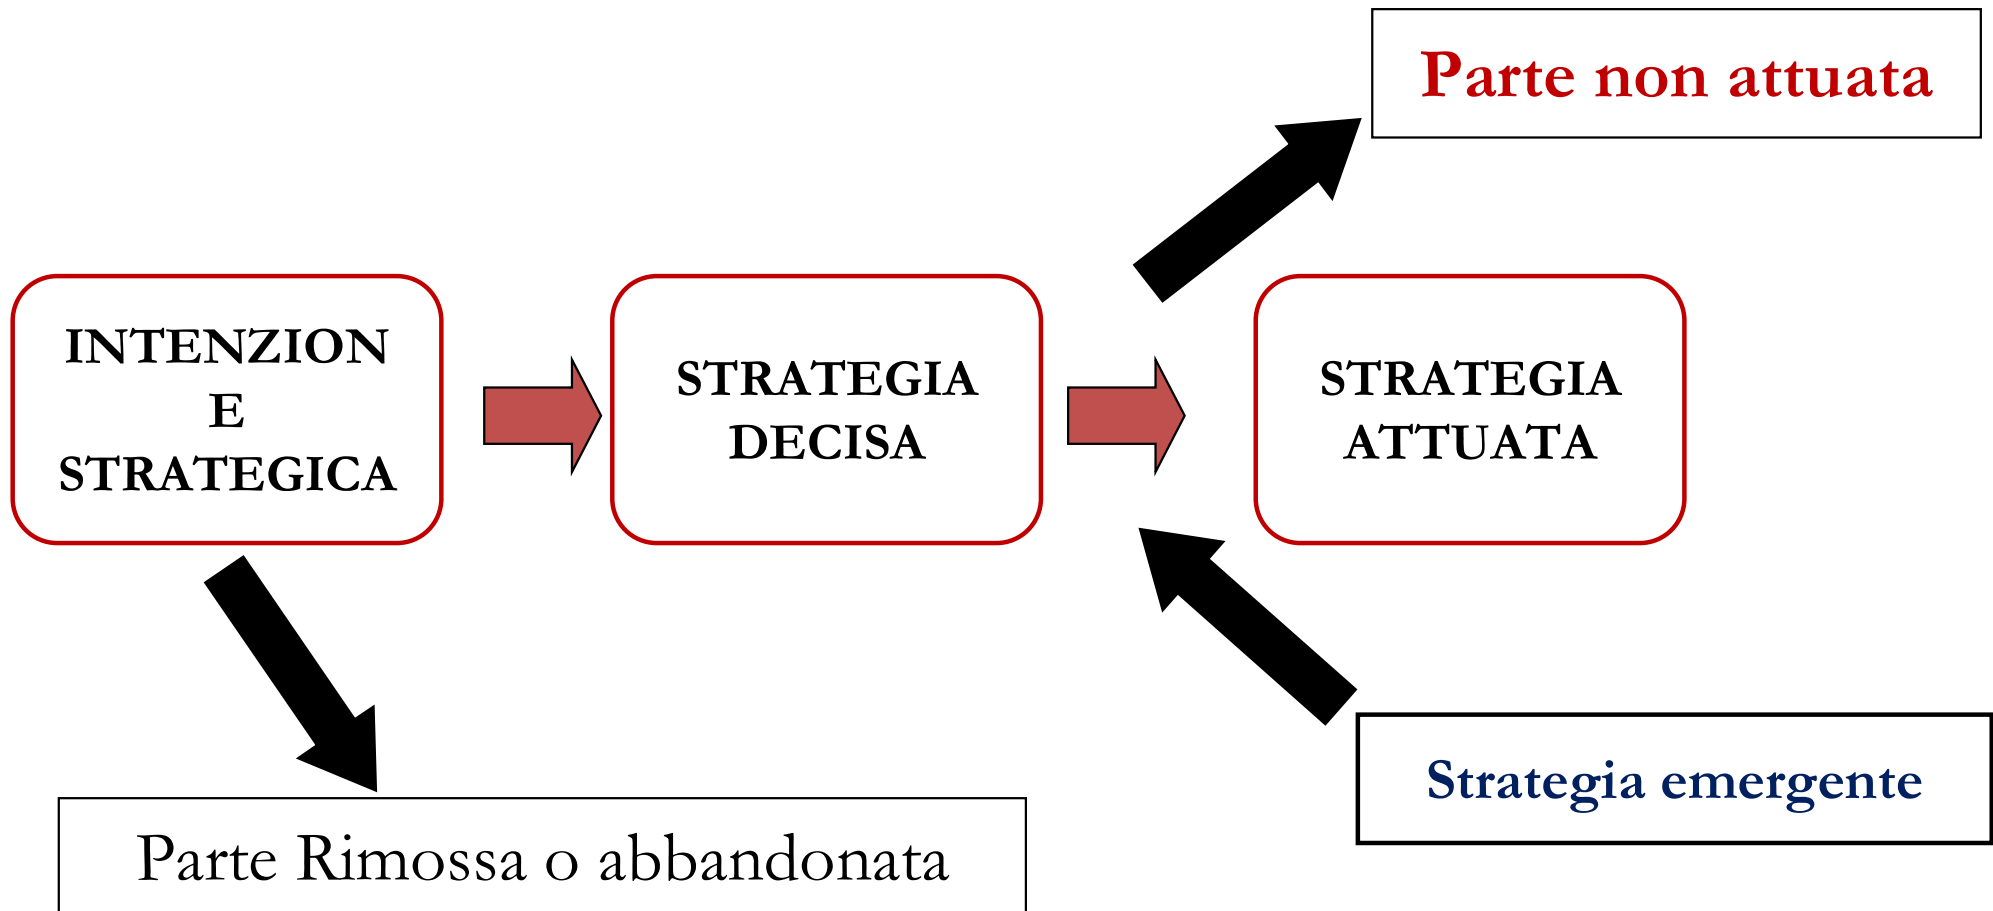 Parte non attuata
INTENZION
E
STRATEGICA
STRATEGIA
DECISA
STRATEGIA
ATTUATA
Strategia emergente
Parte Rimossa o abbandonata